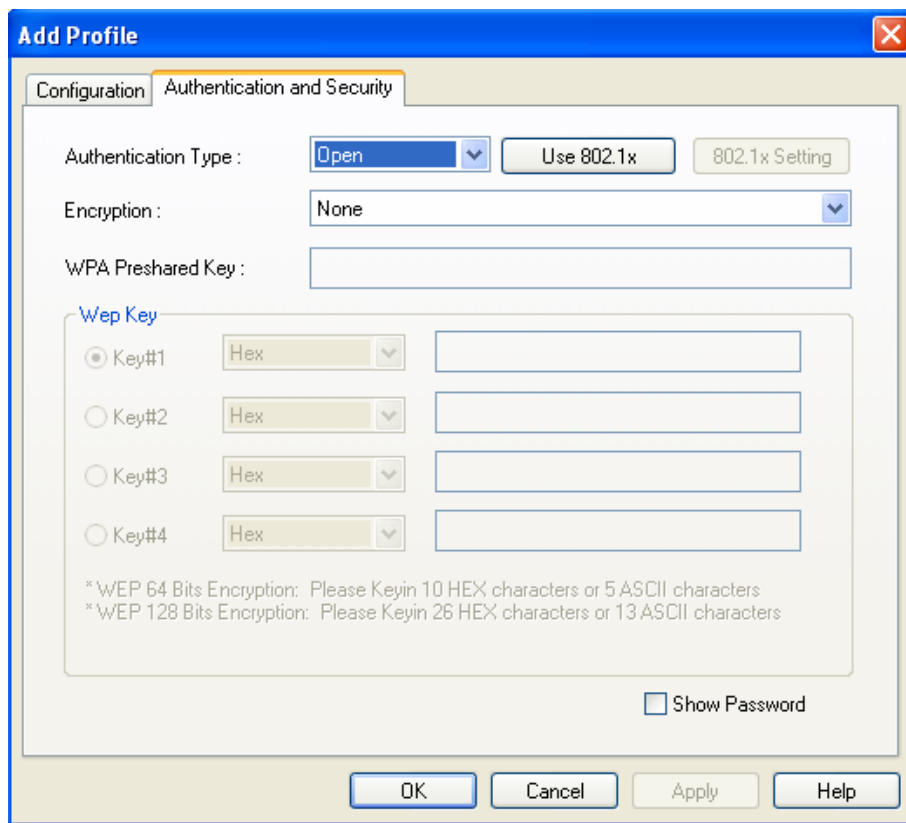 Add Profile
Configuration
Authentication and Security
Authentication Type :
Open
Use 802.1x
802.1x Setting
Encryption :
None
WPA Preshared Key :
Wep Key
Key#1
Hex
Key#2
Hex
Key#3
Hex
Key#4
Hex
* WEP 64 Bits Encryption:  Please Keyin 10 HEX characters or 5 ASCII characters
* WEP 128 Bits Encryption:  Please Keyin 26 HEX characters or 13 ASCII characters
Show Password
OK
Cancel
Apply
Help